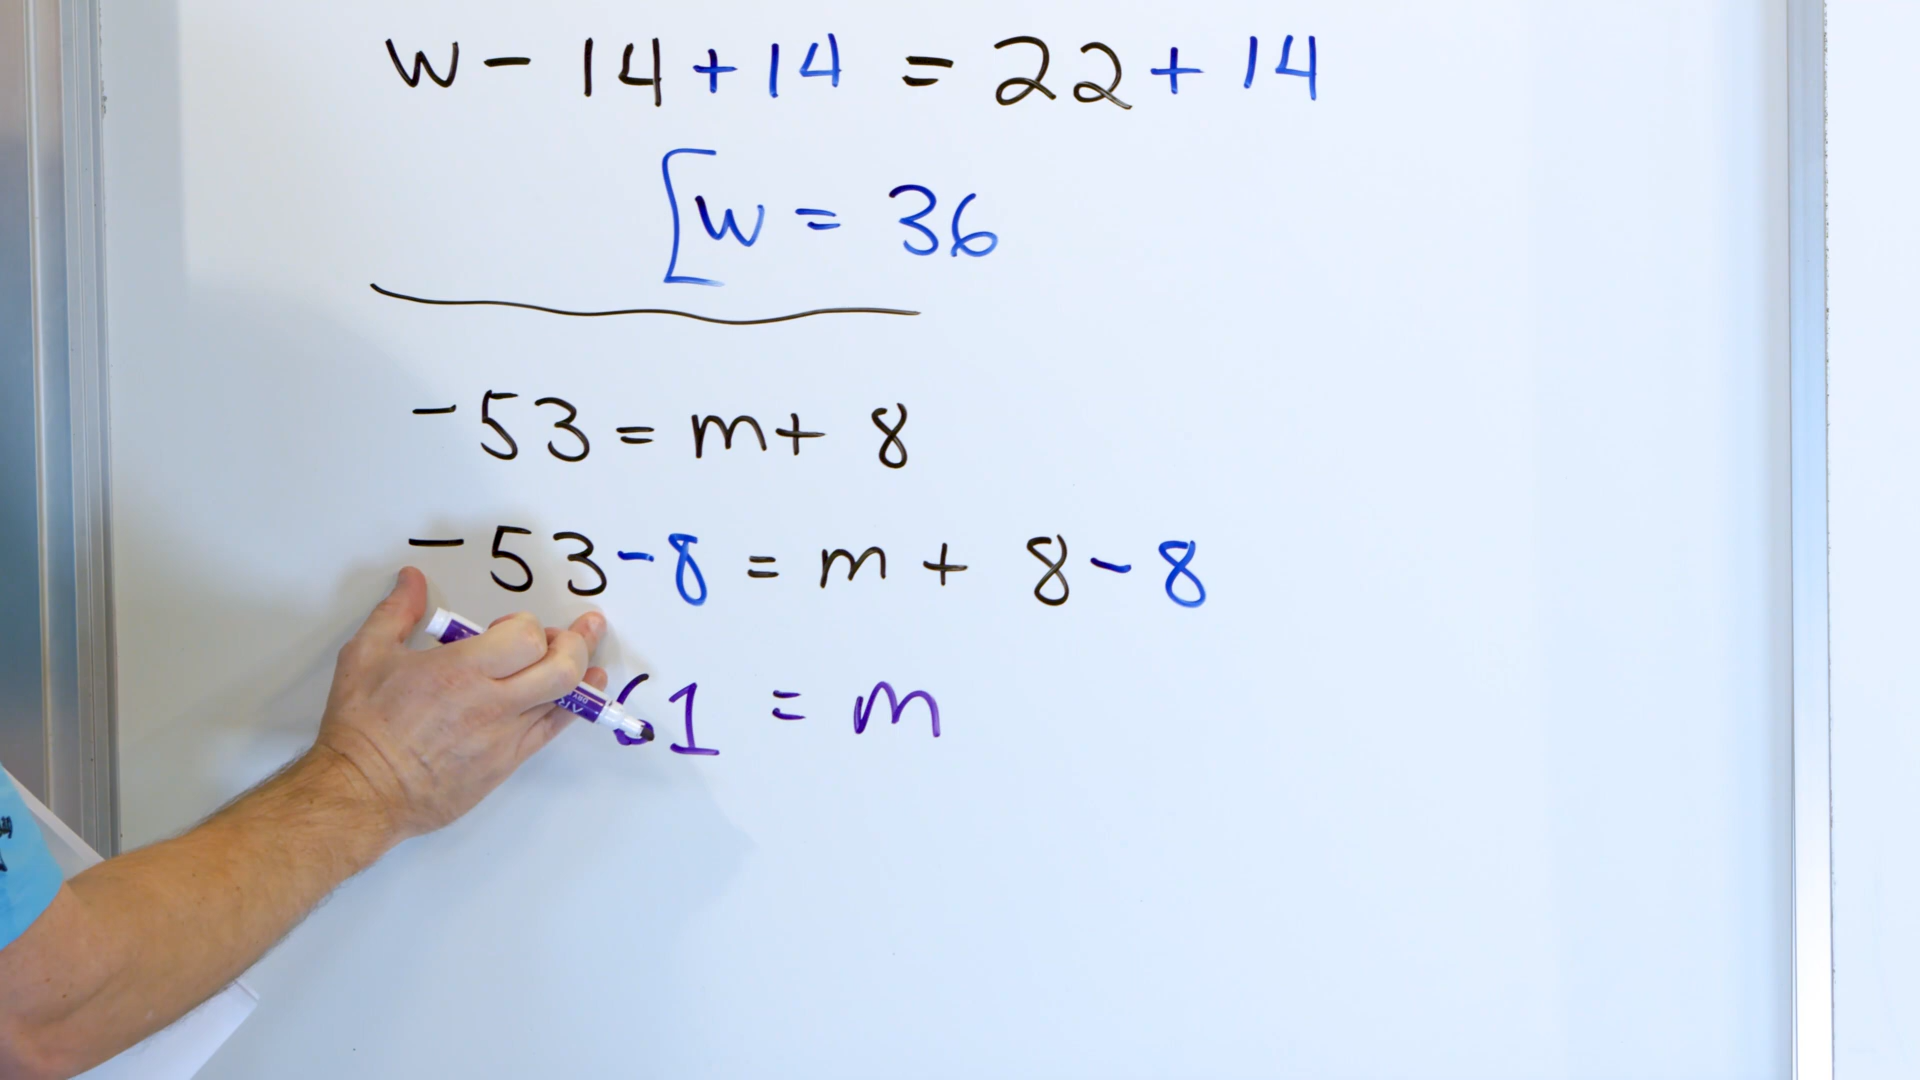 w - 14 + 14 = 22 + 14
[w = 36
-53 = m + 8
-53 - 8 = m + 8 - 8
61 = m